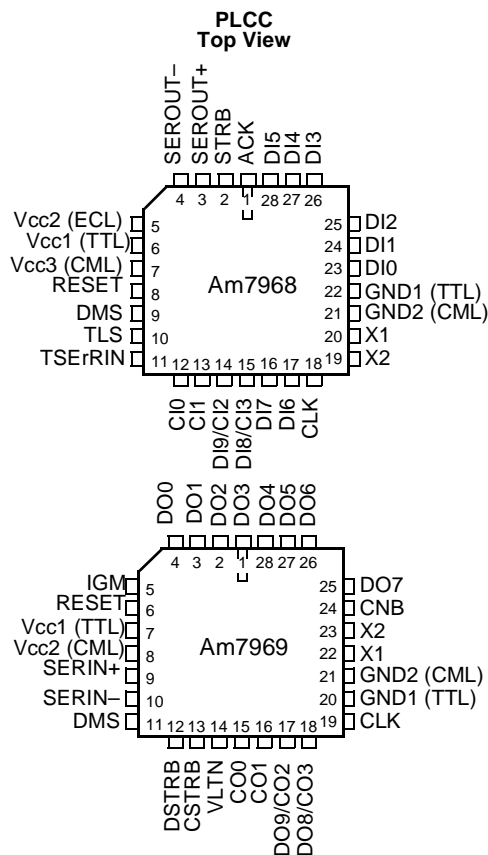 PLCC
Top View
SEROUT–
SEROUT+
STRB
ACK
DI5
DI4
DI3
4 3 2 1 28 27 26
Vcc2 (ECL) 5
Vcc1 (TTL) 6
Vcc3 (CML) 7
RESET 8
DMS 9
TLS 10
TSErRIN 11
Am7968
25 DI2
24 DI1
23 DI0
22 GND1 (TTL)
21 GND2 (CML)
20 X1
19 X2
12 13 14 15 16 17 18
CI0
CI1
DI9/CI2
DI8/CI3
DI7
DI6
CLK
DO0
DO1
DO2
DO3
DO4
DO5
DO6
4 3 2 1 28 27 26
IGM 5
RESET 6
Vcc1 (TTL) 7
Vcc2 (CML) 8
SERIN+ 9
SERIN– 10
DMS 11
Am7969
25 DO7
24 CNB
23 X2
22 X1
21 GND2 (CML)
20 GND1 (TTL)
19 CLK
12 13 14 15 16 17 18
DSTRB
CSTRB
VLTN
CO0
CO1
DO9/CO2
DO8/CO3